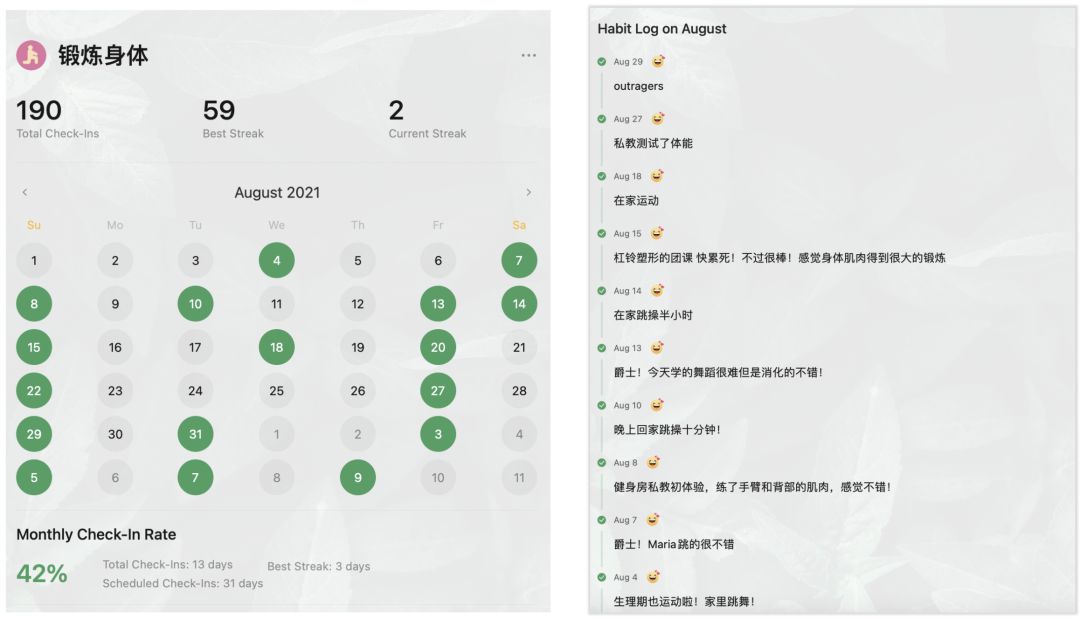 锻炼身体
190
59
2
Total Check-Ins
Best Streak
Current Streak
August 2021
Su Mo Tu We Th Fr Sa
1 2 3 4 5 6 7
8 9 10 11 12 13 14
15 16 17 18 19 20 21
22 23 24 25 26 27 28
29 30 31 1 2 3 4
5 6 7 8 9 10 11
Monthly Check-In Rate
42%
Total Check-Ins: 13 days
Best Streak: 3 days
Scheduled Check-Ins: 31 days
Habit Log on August
Aug 29
outragers
Aug 27
私教测试了体能
Aug 18
在家运动
Aug 15
杠铃塑形的团课 快累死！不过很棒！感觉身体肌肉得到很大的锻炼
Aug 14
在家跳操半小时
Aug 13
爵士！今天学的舞蹈很难但是消化的不错！
Aug 10
晚上回家跳操十分钟！
Aug 8
健身房私教初体验，练了手臂和背部的肌肉，感觉不错！
Aug 7
爵士！Maria跳的很不错
Aug 4
生理期也运动啦！家里跳舞！